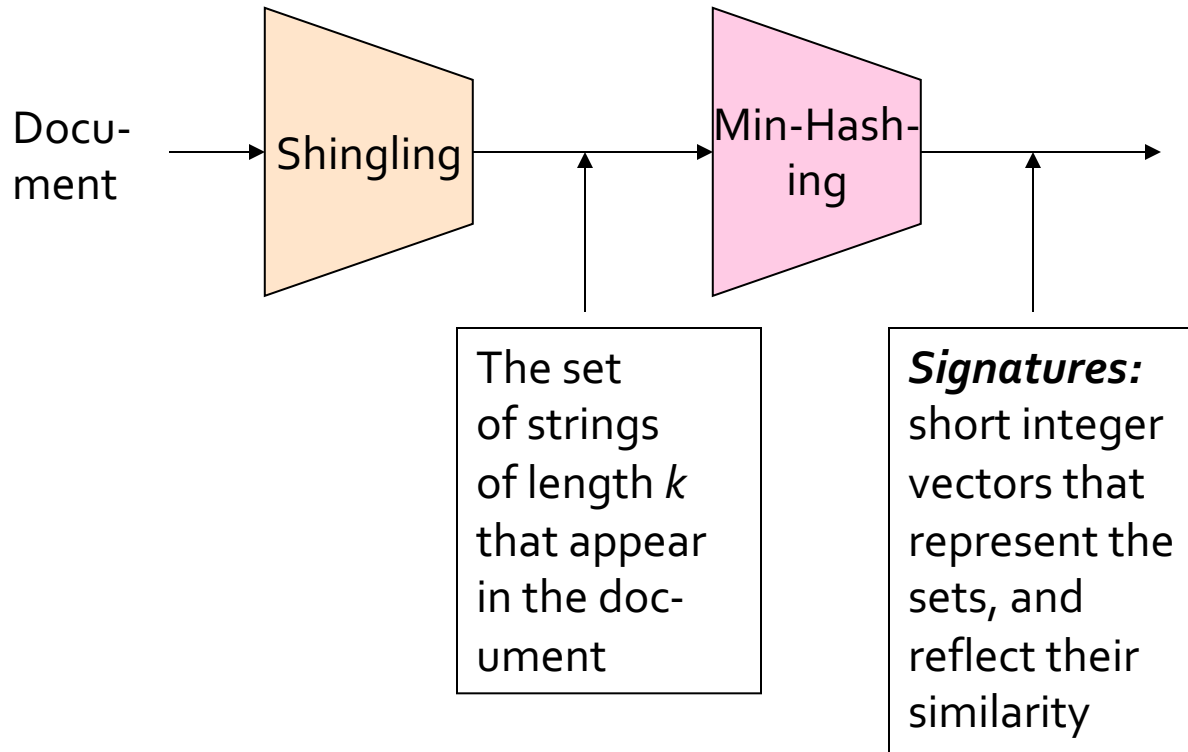 Docu-
ment
Shingling
Min-Hash-
ing
The set
of strings
of length k
that appear
in the doc-
ument
Signatures:
short integer
vectors that
represent the
sets, and
reflect their
similarity